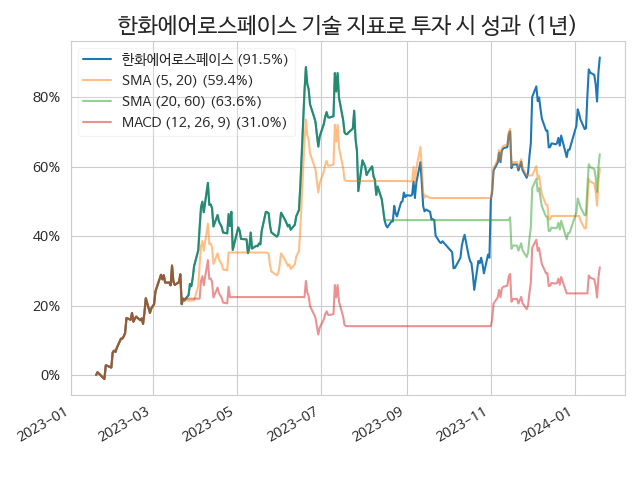 한화에어로스페이스 기술 지표로 투자 시 성과 (1년)
한화에어로스페이스 (91.5%)
SMA (5, 20) (59.4%)
SMA (20, 60) (63.6%)
MACD (12, 26, 9) (31.0%)
80%
60%
40%
20%
0%
2023-01
2023-03
2023-05
2023-07
2023-09
2023-11
2024-01